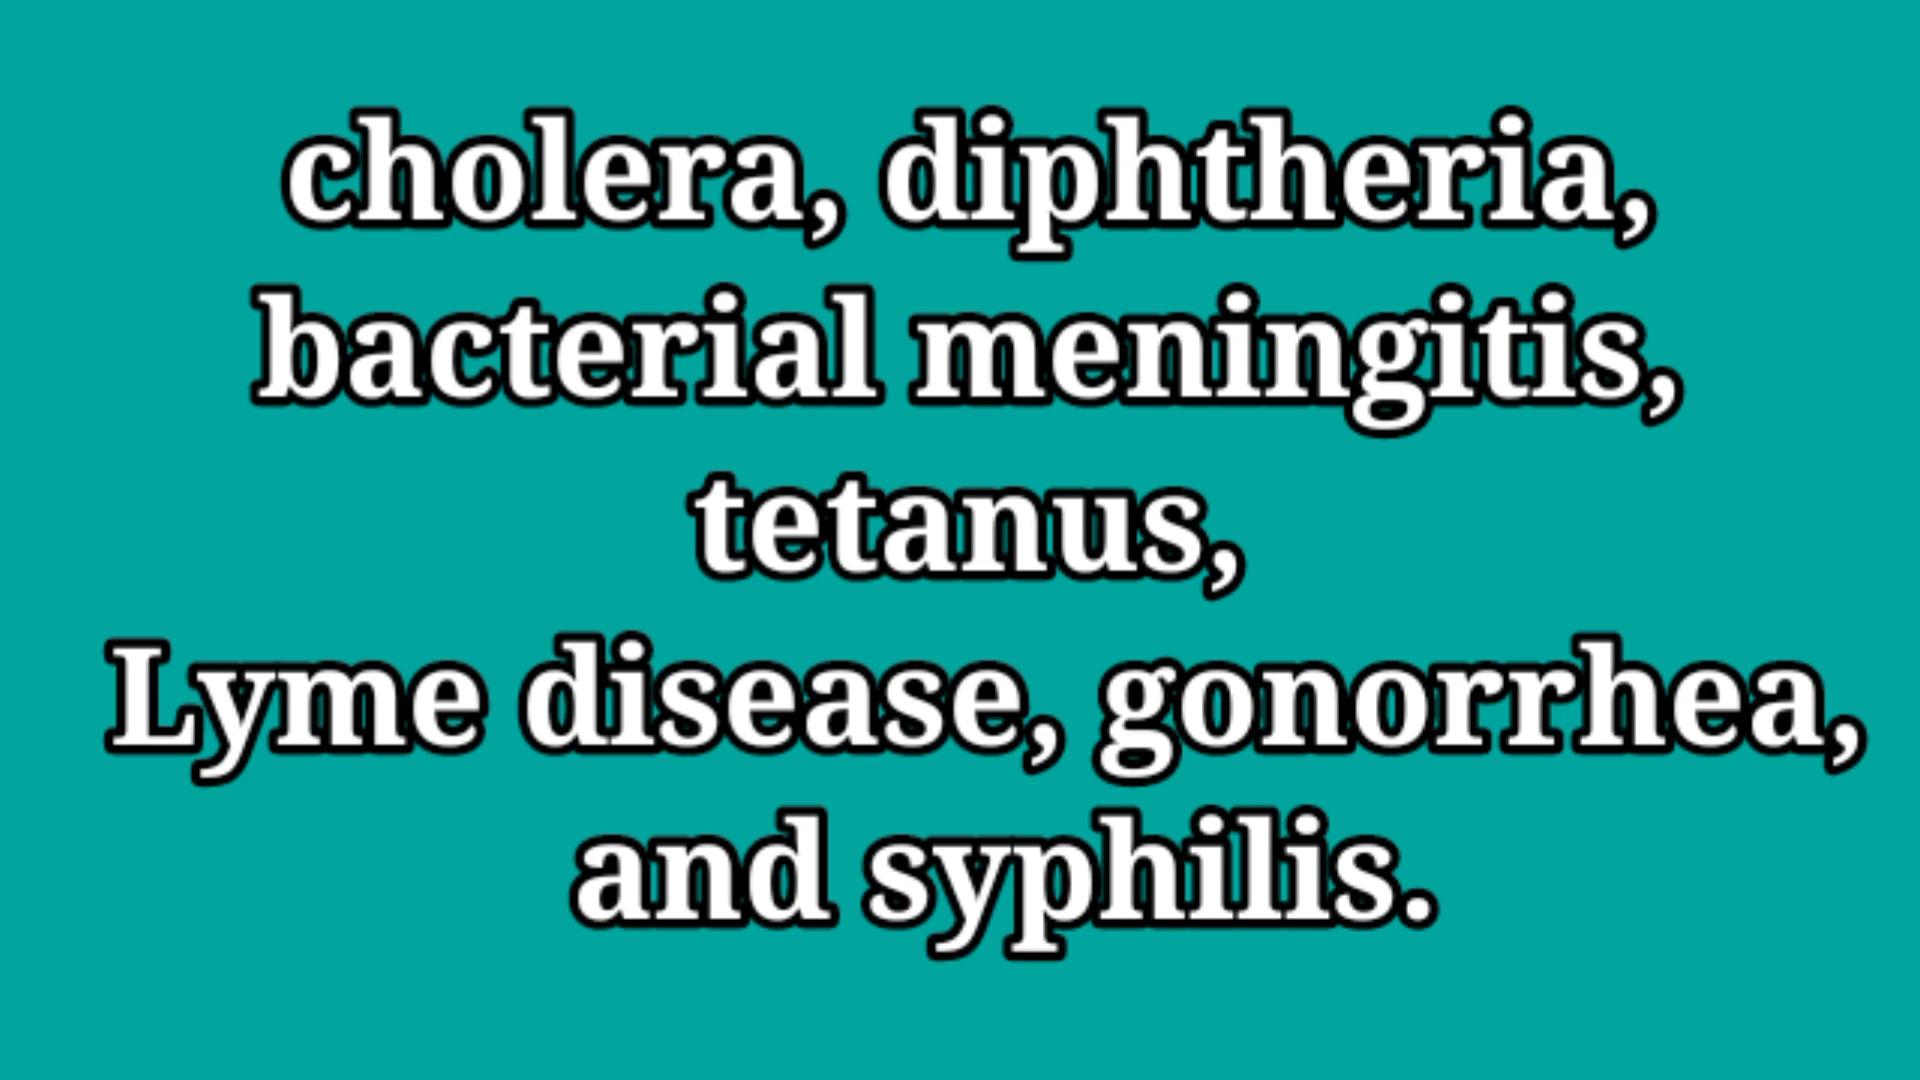 cholera, diphtheria,
bacterial meningitis,
tetanus,
Lyme disease, gonorrhea,
and syphilis.